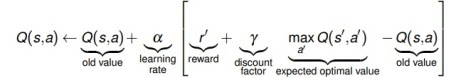 Q(s,a) ← Q(s,a) + α [ r′ + γ max Q(s′,a′) − Q(s,a) ]
a′
old value learning rate reward discount factor expected optimal value old value